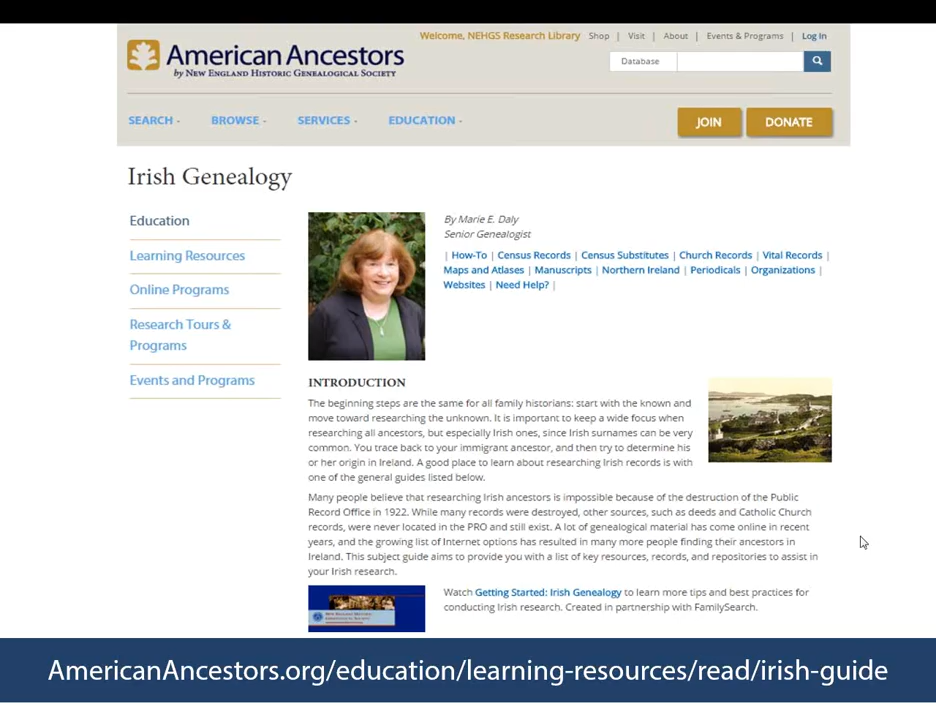 Welcome, NEHGS Research Library Shop | Visit | About | Events & Programs | Log In
American Ancestors
by NEW ENGLAND HISTORIC GENEALOGICAL SOCIETY
Database
SEARCH BROWSE SERVICES EDUCATION
JOIN DONATE
Irish Genealogy
Education
Learning Resources
Online Programs
Research Tours &
Programs
Events and Programs
By Marie E. Daly
Senior Genealogist
| How-To | Census Records | Census Substitutes | Church Records | Vital Records |
Maps and Atlases | Manuscripts | Northern Ireland | Periodicals | Organizations |
Websites | Need Help? |
INTRODUCTION
The beginning steps are the same for all family historians: start with the known and
move toward researching the unknown. It is important to keep a wide focus when
researching all ancestors, but especially Irish ones, since Irish surnames can be very
common. You trace back to your immigrant ancestor, and then try to determine his
or her origin in Ireland. A good place to learn about researching Irish records is with
one of the general guides listed below.
Many people believe that researching Irish ancestors is impossible because of the destruction of the Public
Record Office in 1922. While many records were destroyed, other sources, such as deeds and Catholic Church
records, were never located in the PRO and still exist. A lot of genealogical material has come online in recent
years, and the growing list of Internet options has resulted in many more people finding their ancestors in
Ireland. This subject guide aims to provide you with a list of key resources, records, and repositories to assist in
your Irish research.
Watch Getting Started: Irish Genealogy to learn more tips and best practices for
conducting Irish research. Created in partnership with FamilySearch.
AmericanAncestors.org/education/learning-resources/read/irish-guide